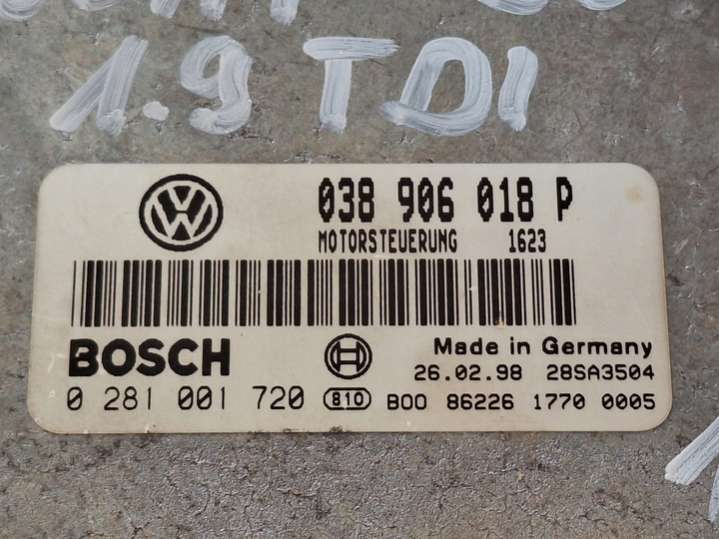 1.9 TDI
038 906 018 P
MOTORSTEUERUNG 1623
BOSCH
Made in Germany
26.02.98 28SA3504
0 281 001 720 810 B00 86226 1770 0005